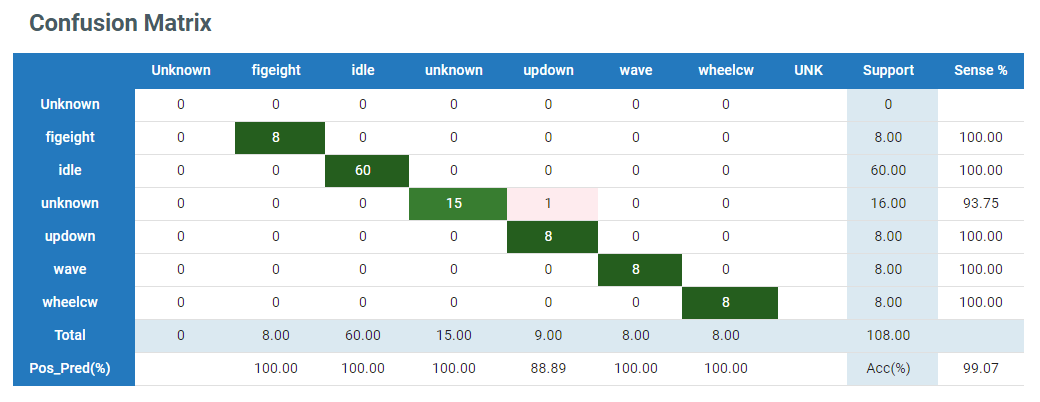 Confusion Matrix
Unknown figeight idle unknown updown wave wheelcw UNK Support Sense %
Unknown 0 0 0 0 0 0 0 0
figeight 0 8 0 0 0 0 0 8.00 100.00
idle 0 0 60 0 0 0 0 60.00 100.00
unknown 0 0 0 15 1 0 0 16.00 93.75
updown 0 0 0 0 8 0 0 8.00 100.00
wave 0 0 0 0 0 8 0 8.00 100.00
wheelcw 0 0 0 0 0 0 8 8.00 100.00
Total 0 8.00 60.00 15.00 9.00 8.00 8.00 108.00
Pos_Pred(%) 100.00 100.00 100.00 88.89 100.00 100.00 Acc(%) 99.07